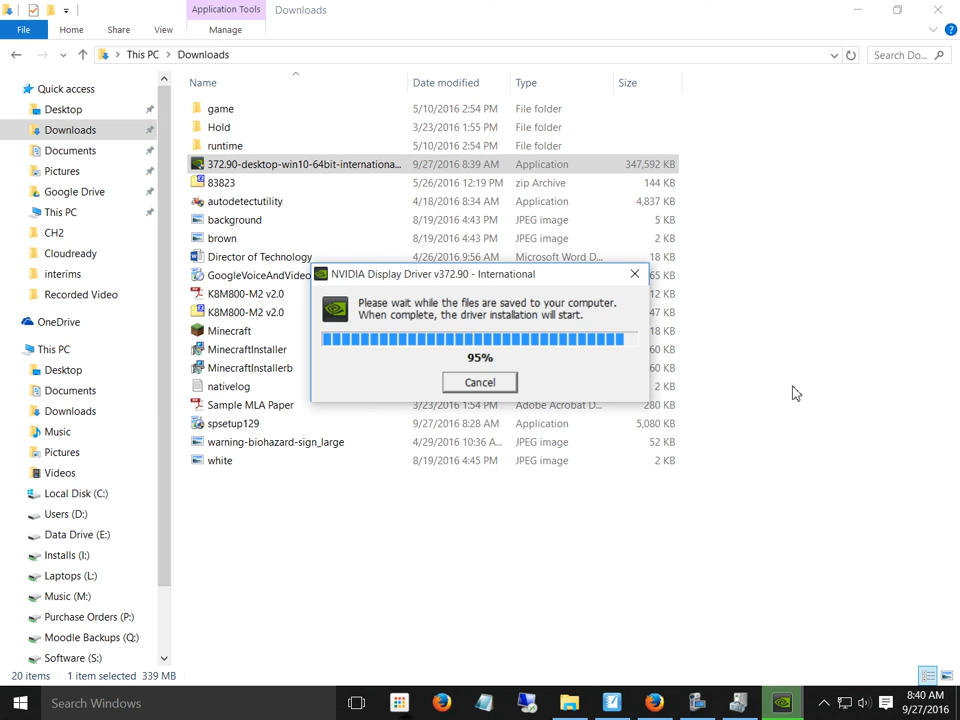 Application Tools
Downloads
File
Home
Share
View
Manage
This PC
Downloads
Search Do...
Name
Date modified
Type
Size
Quick access
Desktop
Downloads
Documents
Pictures
Google Drive
This PC
CH2
Cloudready
interims
Recorded Video
OneDrive
This PC
Desktop
Documents
Downloads
Music
Pictures
Videos
Local Disk (C:)
Users (D:)
Data Drive (E:)
Installs (I:)
Laptops (L:)
Music (M:)
Purchase Orders (P:)
Moodle Backups (Q:)
Software (S:)
game 5/10/2016 2:54 PM File folder
Hold 3/23/2016 1:55 PM File folder
runtime 5/10/2016 2:54 PM File folder
372.90-desktop-win10-64bit-internationa... 9/27/2016 8:39 AM Application 347,592 KB
83823 5/26/2016 12:19 PM zip Archive 144 KB
autodetectutility 4/18/2016 8:34 AM Application 4,837 KB
background 8/19/2016 4:43 PM JPEG image 5 KB
brown 8/19/2016 4:43 PM JPEG image 2 KB
Director of Technology 4/26/2016 9:56 AM Microsoft Word D... 18 KB
GoogleVoiceAndVideo 65 KB
K8M800-M2 v2.0 12 KB
K8M800-M2 v2.0 47 KB
Minecraft 18 KB
MinecraftInstaller 60 KB
MinecraftInstallerb 60 KB
nativelog 2 KB
Sample MLA Paper 3/23/2016 1:54 PM Adobe Acrobat D... 280 KB
spsetup129 9/27/2016 8:28 AM Application 5,080 KB
warning-biohazard-sign_large 4/29/2016 10:36 A... JPEG image 52 KB
white 8/19/2016 4:45 PM JPEG image 2 KB
NVIDIA Display Driver v372.90 - International
Please wait while the files are saved to your computer.
When complete, the driver installation will start.
95%
Cancel
20 items 1 item selected 339 MB
Search Windows
8:40 AM
9/27/2016